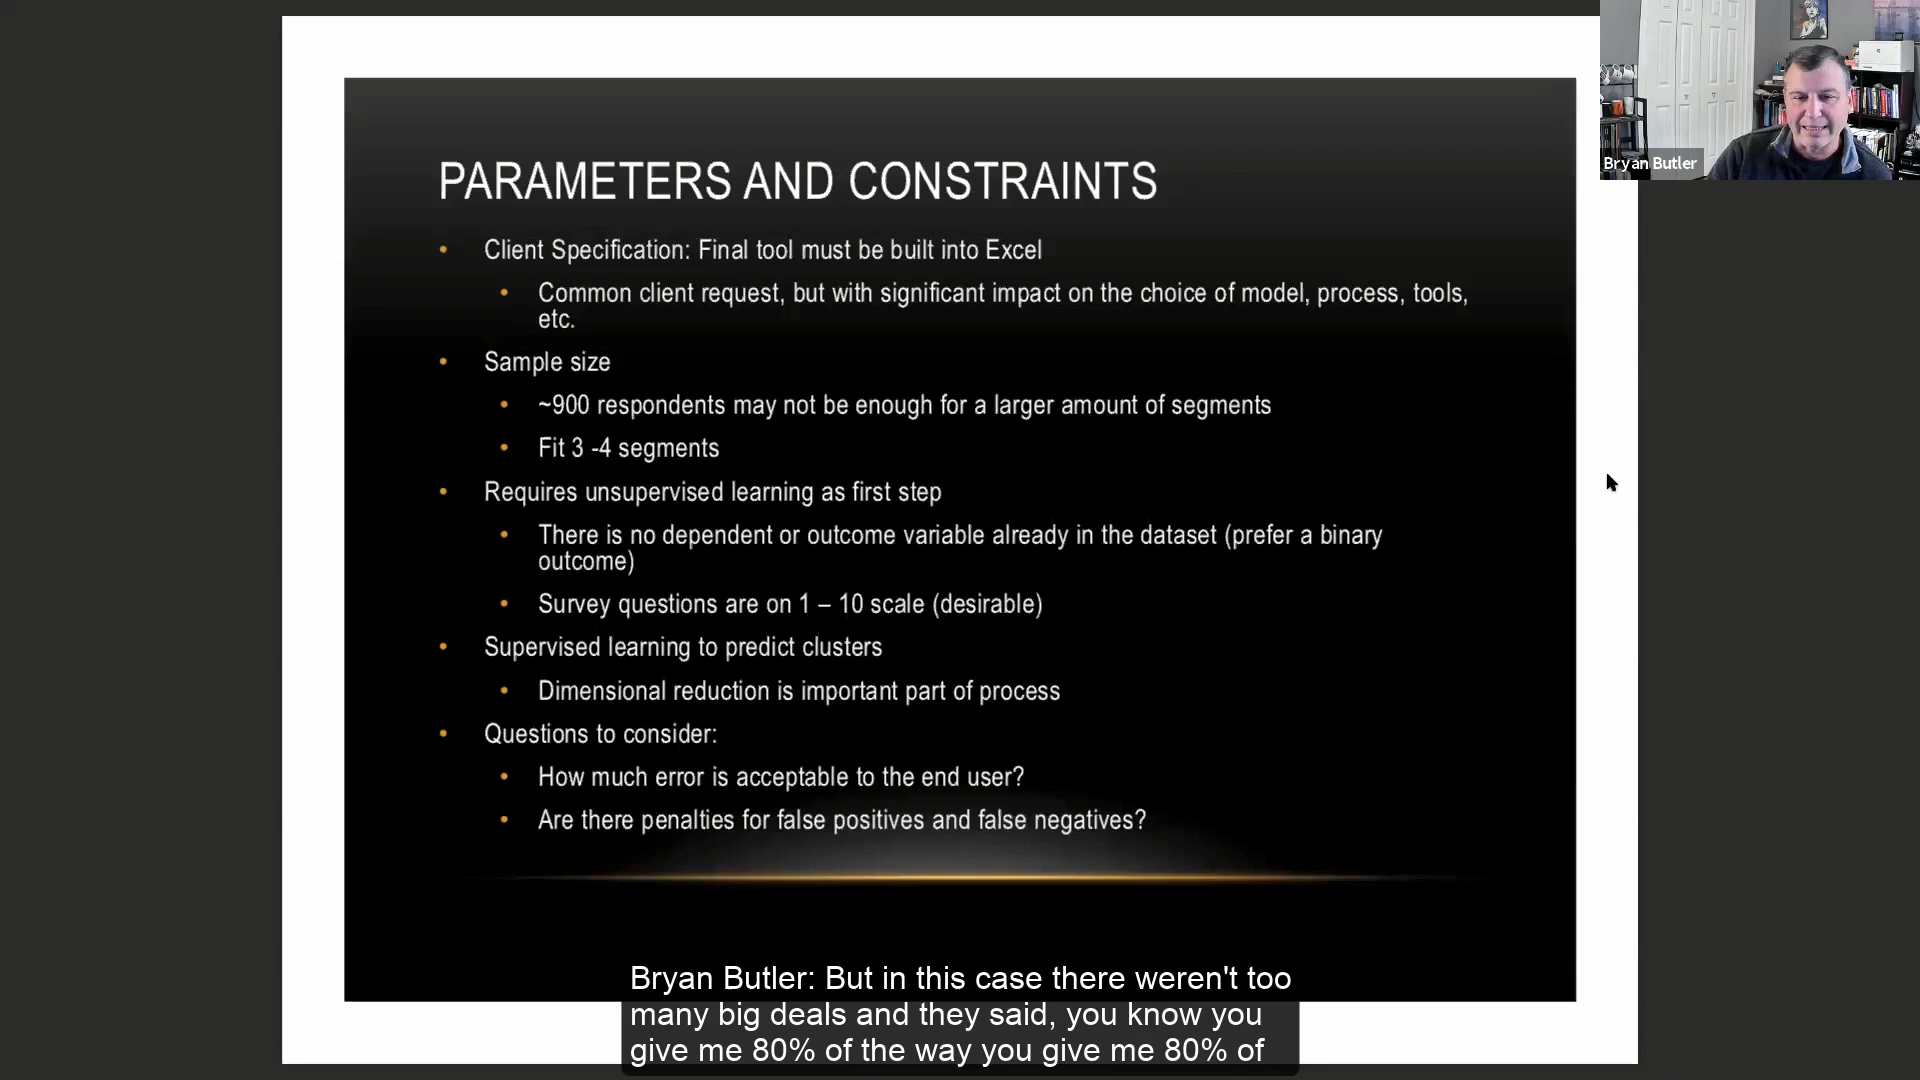 PARAMETERS AND CONSTRAINTS
• Client Specification: Final tool must be built into Excel
• Common client request, but with significant impact on the choice of model, process, tools,
etc.
• Sample size
• ~900 respondents may not be enough for a larger amount of segments
• Fit 3 -4 segments
• Requires unsupervised learning as first step
• There is no dependent or outcome variable already in the dataset (prefer a binary
outcome)
• Survey questions are on 1 – 10 scale (desirable)
• Supervised learning to predict clusters
• Dimensional reduction is important part of process
• Questions to consider:
• How much error is acceptable to the end user?
• Are there penalties for false positives and false negatives?
Bryan Butler
Bryan Butler: But in this case there weren't too
many big deals and they said, you know you
give me 80% of the way you give me 80% of